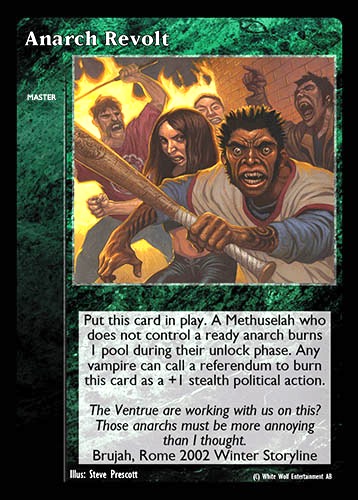 Anarch Revolt
MASTER
Put this card in play. A Methuselah who
does not control a ready anarch burns
1 pool during their unlock phase. Any
vampire can call a referendum to burn
this card as a +1 stealth political action.
The Ventrue are working with us on this?
Those anarchs must be more annoying
than I thought.
Brujah, Rome 2002 Winter Storyline
Illus: Steve Prescott
(C) White Wolf Entertainment AB